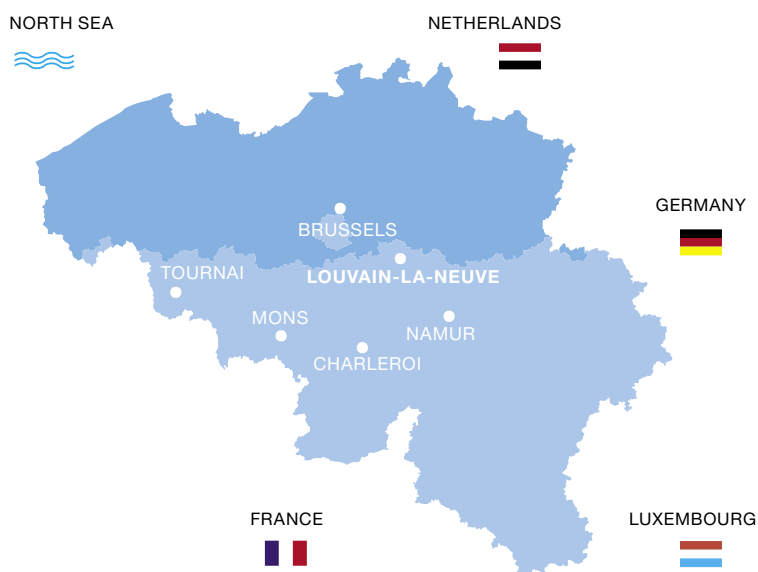 NORTH SEA
NETHERLANDS
GERMANY
BRUSSELS
TOURNAI
LOUVAIN-LA-NEUVE
MONS
NAMUR
CHARLEROI
FRANCE
LUXEMBOURG